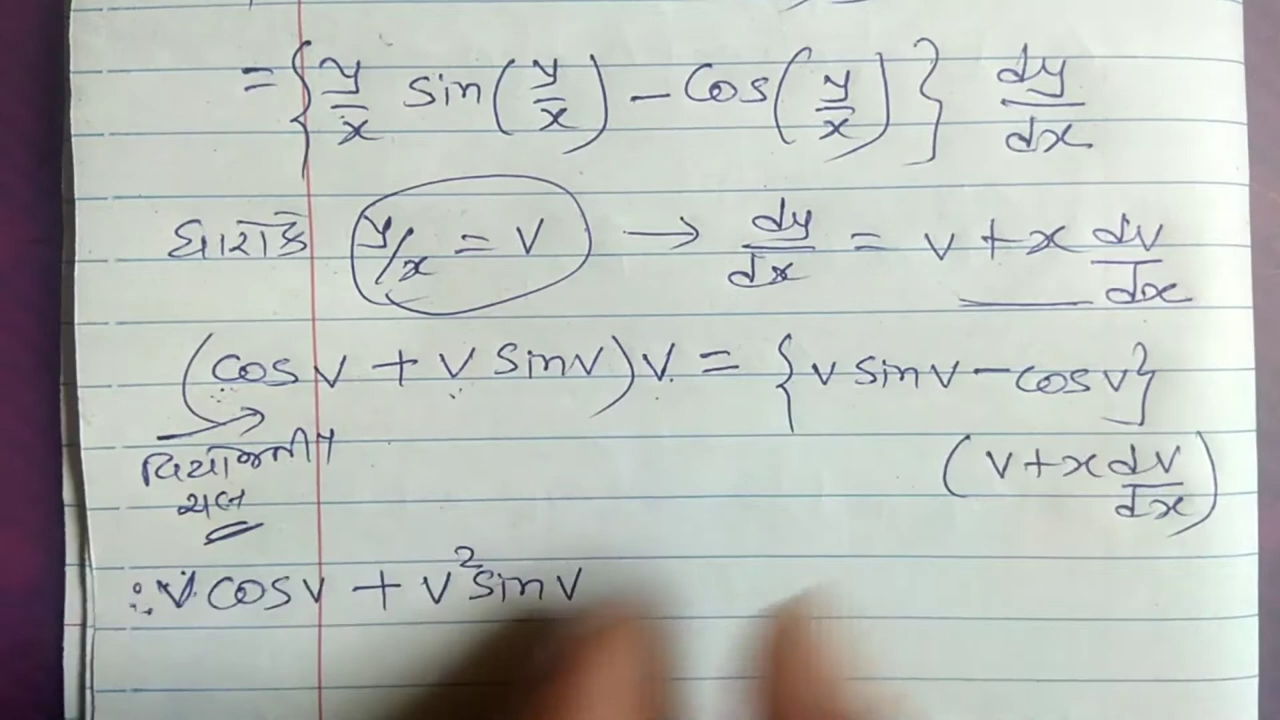 = { y/x sin(y/x) - cos(y/x) } dy/dx
धारा कि y/x = v → dy/dx = v + x dv/dx
(cos v + v sin v) v = { v sin v - cos v }
(v + x dv/dx)
∴ v cos v + v² sin v